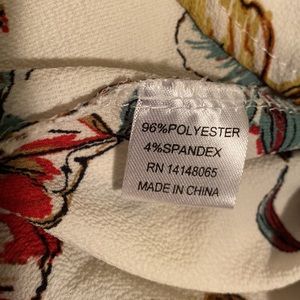 96%POLYESTER
4%SPANDEX
RN 14148065
MADE IN CHINA